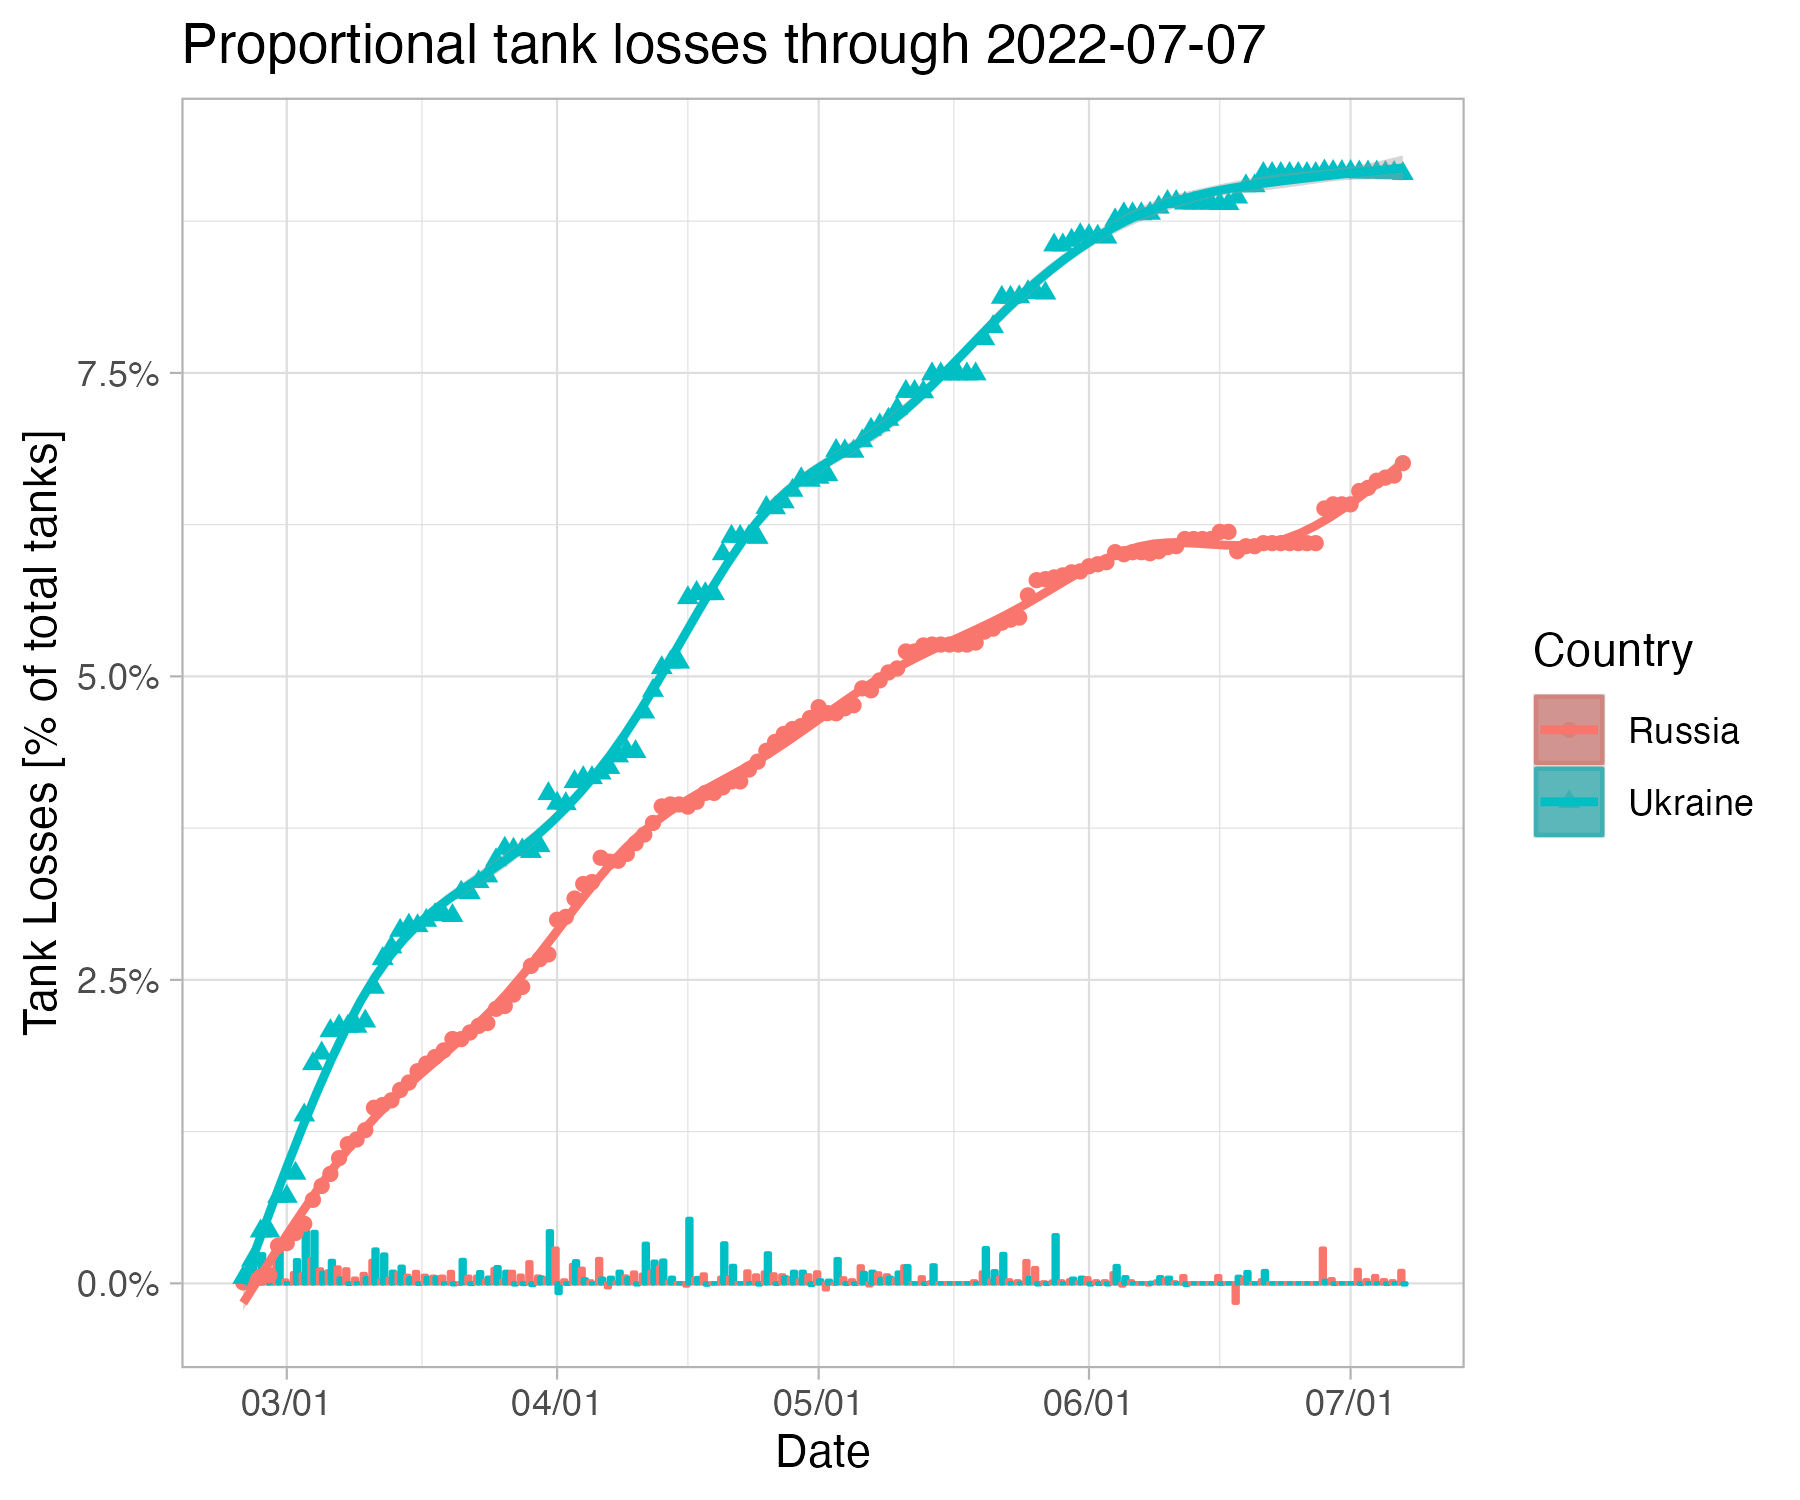 Proportional tank losses through 2022-07-07
Tank Losses [% of total tanks]
7.5%
5.0%
2.5%
0.0%
03/01
04/01
05/01
06/01
07/01
Date
Country
Russia
Ukraine